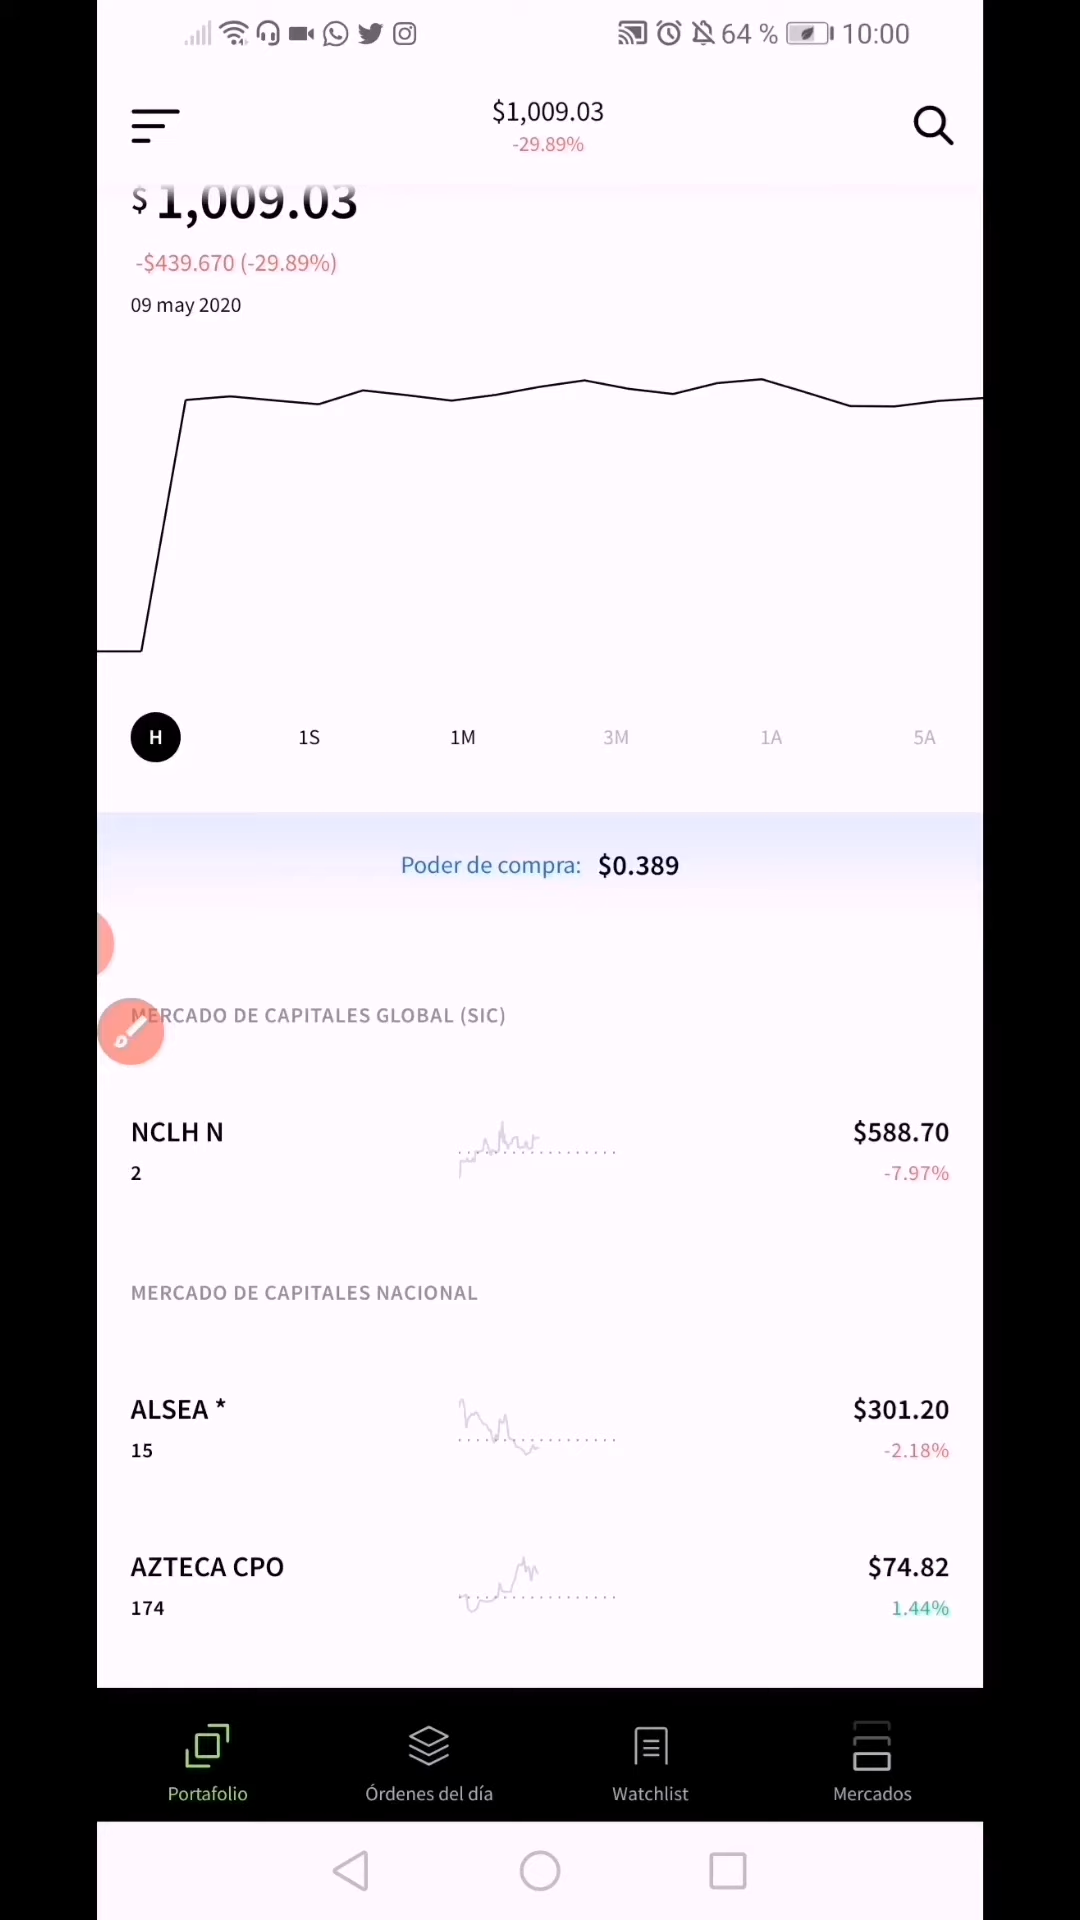 64 % 10:00
$1,009.03
-29.89%
$ 1,009.03
-$439.670 (-29.89%)
09 may 2020
H 1S 1M 3M 1A 5A
Poder de compra: $0.389
MERCADO DE CAPITALES GLOBAL (SIC)
NCLH N $588.70
2 -7.97%
MERCADO DE CAPITALES NACIONAL
ALSEA * $301.20
15 -2.18%
AZTECA CPO $74.82
174 1.44%
Portafolio Órdenes del día Watchlist Mercados